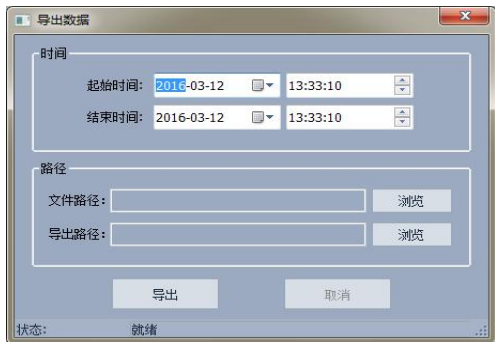 导出数据
时间
起始时间: 2016-03-12 13:33:10
结束时间: 2016-03-12 13:33:10
路径
文件路径: 浏览
导出路径: 浏览
导出 取消
状态: 就绪